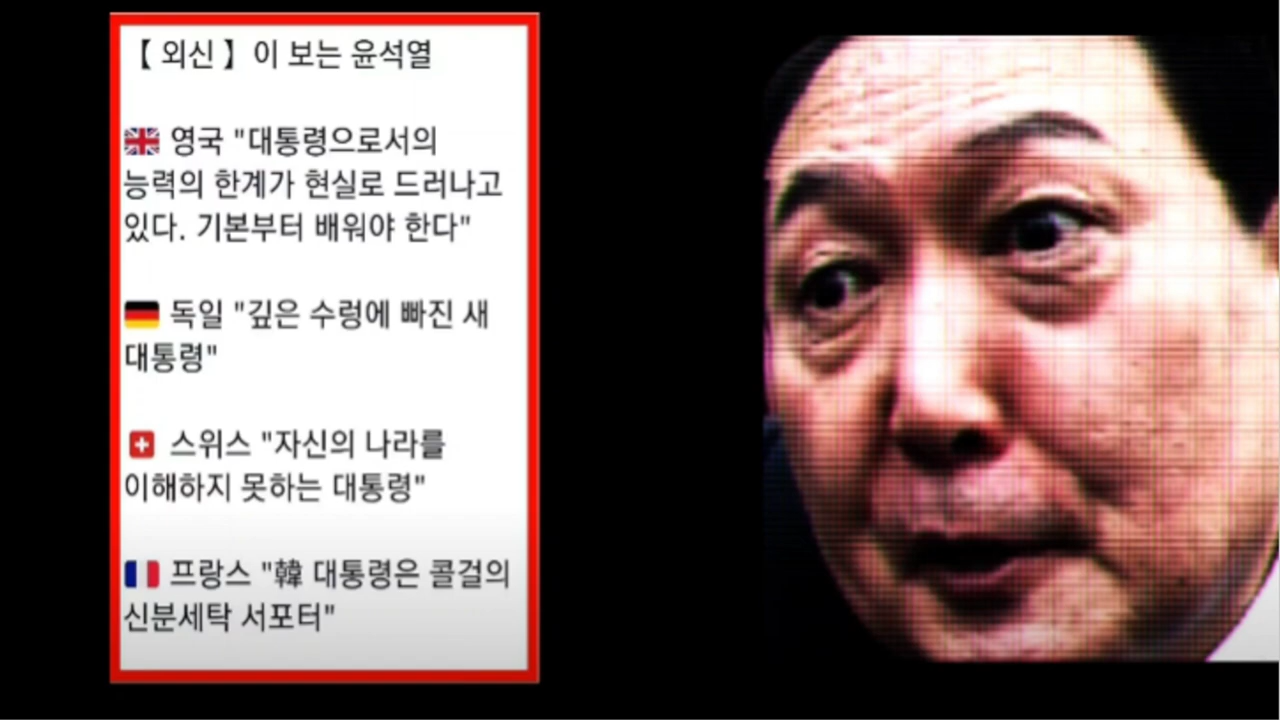 【 외신 】 이 보는 윤석열
🇬🇧 영국 "대통령으로서의
능력의 한계가 현실로 드러나고
있다. 기본부터 배워야 한다"
🇩🇪 독일 "깊은 수렁에 빠진 새
대통령"
🇨🇭 스위스 "자신의 나라를
이해하지 못하는 대통령"
🇫🇷 프랑스 "韓 대통령은 콜걸의
신분세탁 서포터"